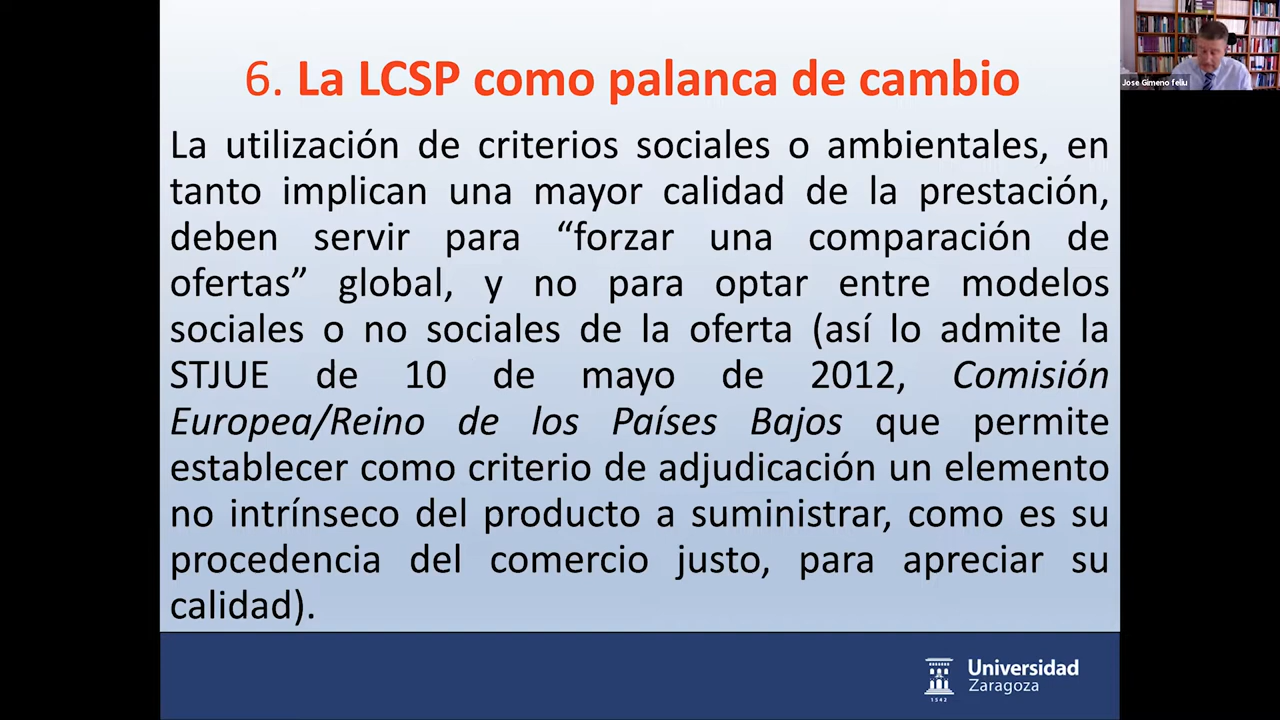 6. La LCSP como palanca de cambio
La utilización de criterios sociales o ambientales, en
tanto implican una mayor calidad de la prestación,
deben servir para “forzar una comparación de
ofertas” global, y no para optar entre modelos
sociales o no sociales de la oferta (así lo admite la
STJUE de 10 de mayo de 2012, Comisión
Europea/Reino de los Países Bajos que permite
establecer como criterio de adjudicación un elemento
no intrínseco del producto a suministrar, como es su
procedencia del comercio justo, para apreciar su
calidad).
Jose Gimeno feliu
Universidad
Zaragoza
1542